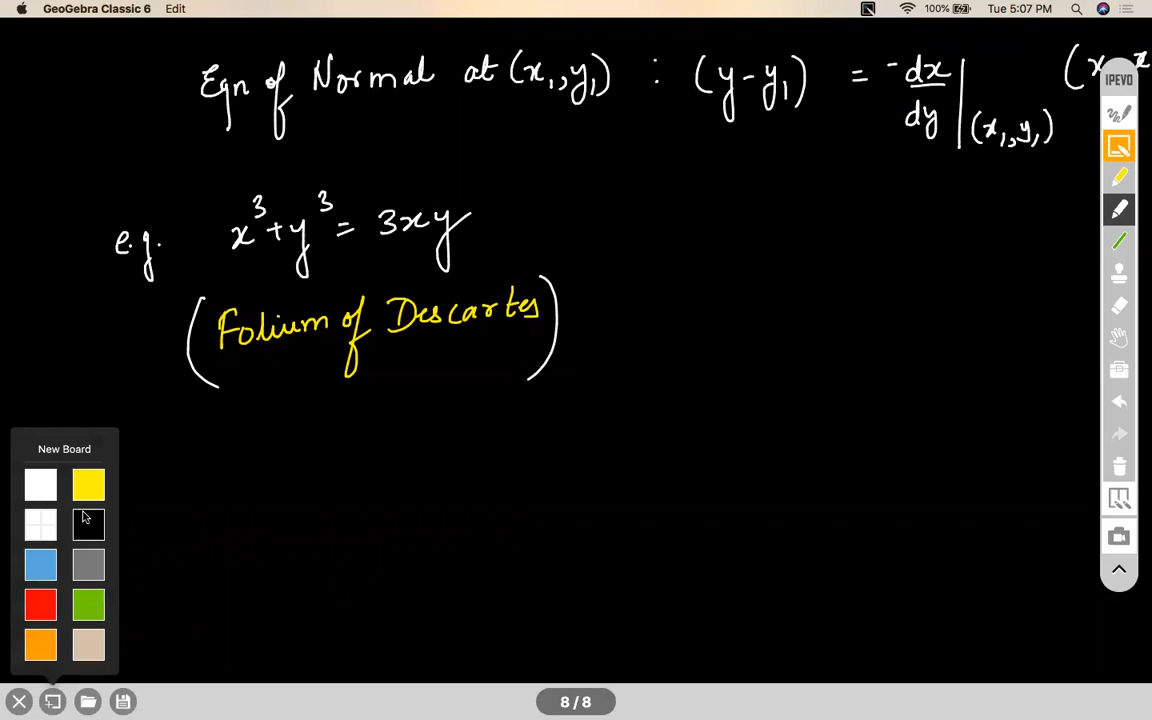 GeoGebra Classic 6 Edit 100% Tue 5:07 PM
Eqn of Normal at (x₁,y₁) : (y-y₁) = -dx/dy|(x₁,y₁) (x-x
IPEVO
e.g. x³+y³ = 3xy
(Folium of Descartes)
New Board
8/8